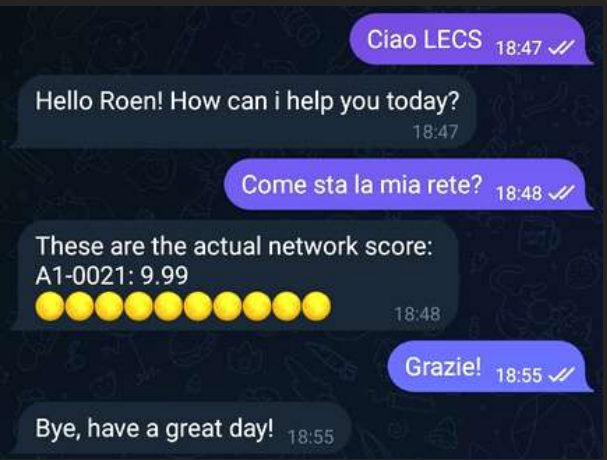 Ciao LECS 18:47
Hello Roen! How can i help you today?
18:47
Come sta la mia rete? 18:48
These are the actual network score:
A1-0021: 9.99
18:48
Grazie! 18:55
Bye, have a great day! 18:55